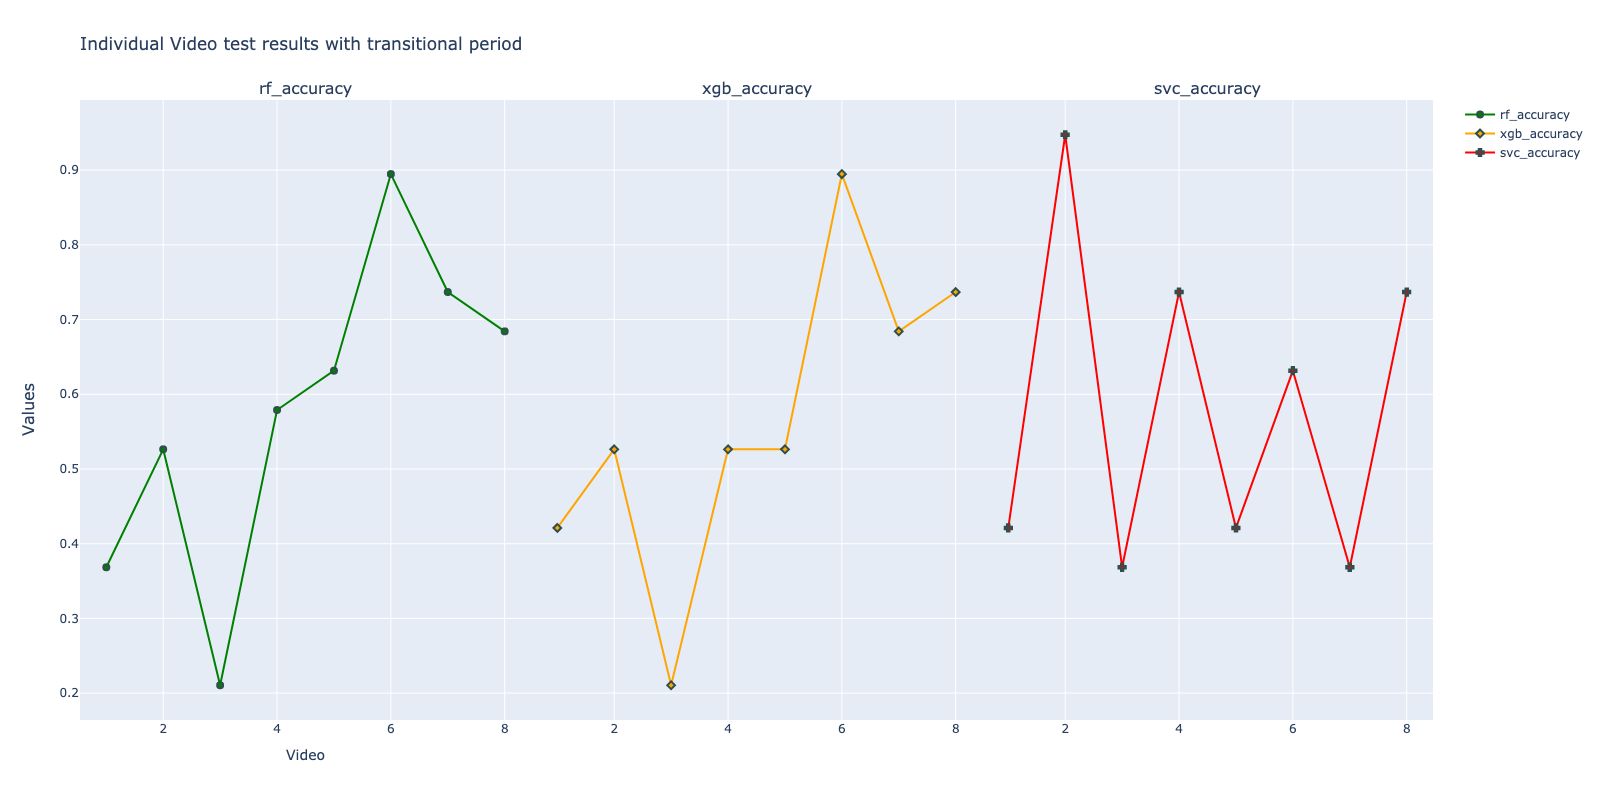 Individual Video test results with transitional period
rf_accuracy
xgb_accuracy
svc_accuracy
rf_accuracy
xgb_accuracy
svc_accuracy
Values
0.9
0.8
0.7
0.6
0.5
0.4
0.3
0.2
2 4 6 8 2 4 6 8 2 4 6 8
Video